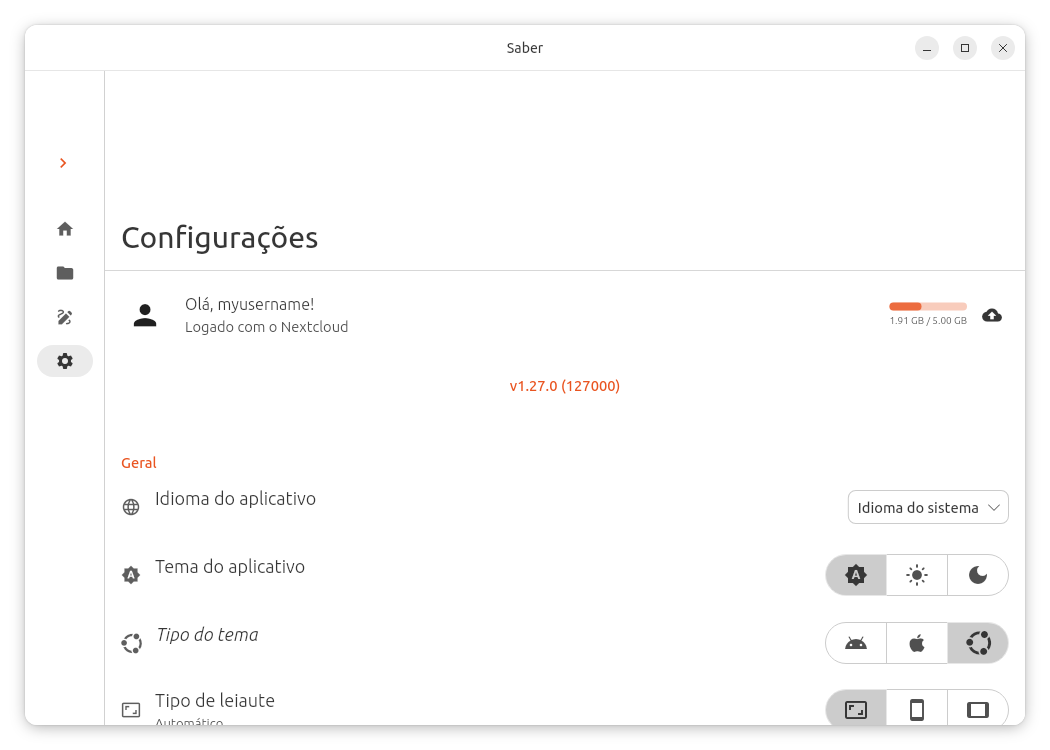 Saber
Configurações
Olá, myusername!
Logado com o Nextcloud
1.91 GB / 5.00 GB
v1.27.0 (127000)
Geral
Idioma do aplicativo
Idioma do sistema
Tema do aplicativo
Tipo do tema
Tipo de leiaute
Automático